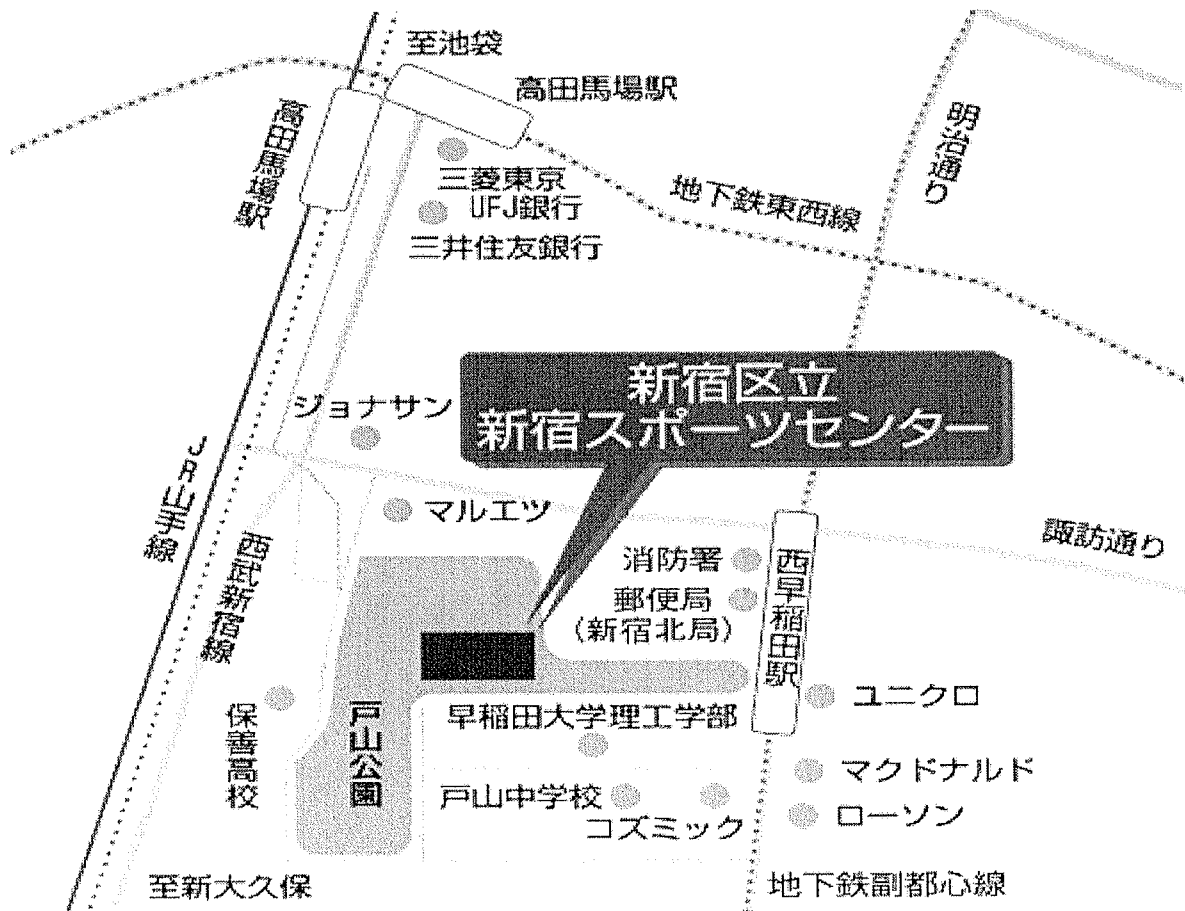 至池袋
高田馬場駅
高田馬場駅
明治通り
三菱東京
UFJ銀行
地下鉄東西線
三井住友銀行
新宿区立
新宿スポーツセンター
ジョナサン
JR山手線
マルエツ
諏訪通り
西武新宿線
消防署
西早稲田駅
郵便局
(新宿北局)
ユニクロ
保善高校
戸山公園
早稲田大学理工学部
マクドナルド
戸山中学校
コズミック
ローソン
至新大久保
地下鉄副都心線